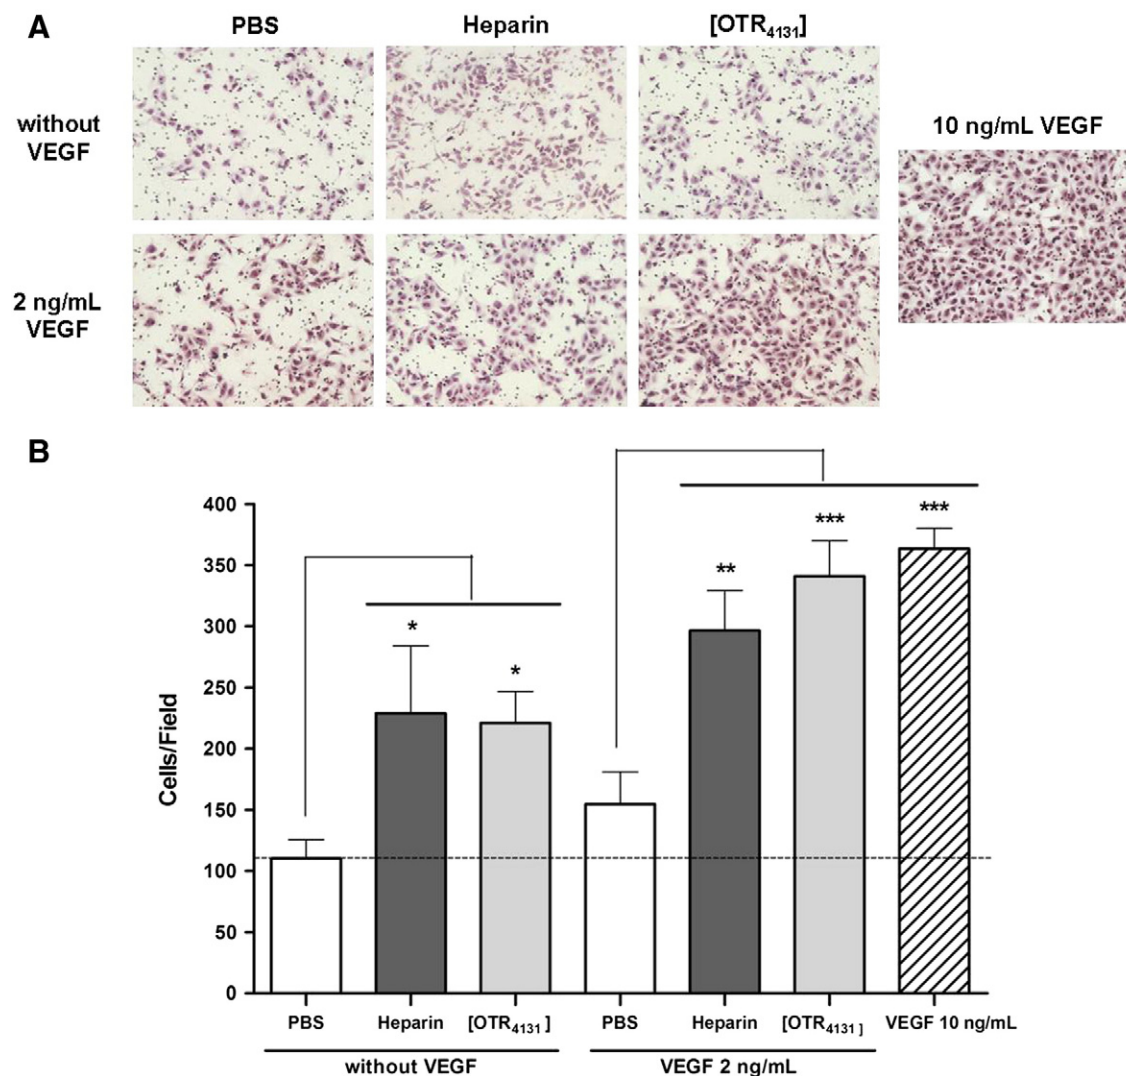 A
PBS
Heparin
[OTR4131]
without
VEGF
10 ng/mL VEGF
2 ng/mL
VEGF
B
400
350
300
250
200
150
100
50
0
Cells/Field
*
*
**
***
***
PBS
Heparin
[OTR4131 ]
PBS
Heparin
[OTR4131 ]
VEGF 10 ng/mL
without VEGF
VEGF 2 ng/mL